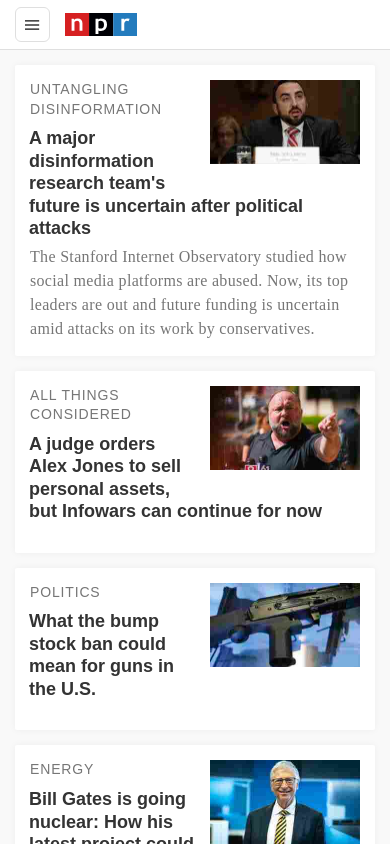 npr
UNTANGLING
DISINFORMATION
A major
disinformation
research team's
future is uncertain after political
attacks
The Stanford Internet Observatory studied how
social media platforms are abused. Now, its top
leaders are out and future funding is uncertain
amid attacks on its work by conservatives.
ALL THINGS
CONSIDERED
A judge orders
Alex Jones to sell
personal assets,
but Infowars can continue for now
POLITICS
What the bump
stock ban could
mean for guns in
the U.S.
ENERGY
Bill Gates is going
nuclear: How his
latest project could